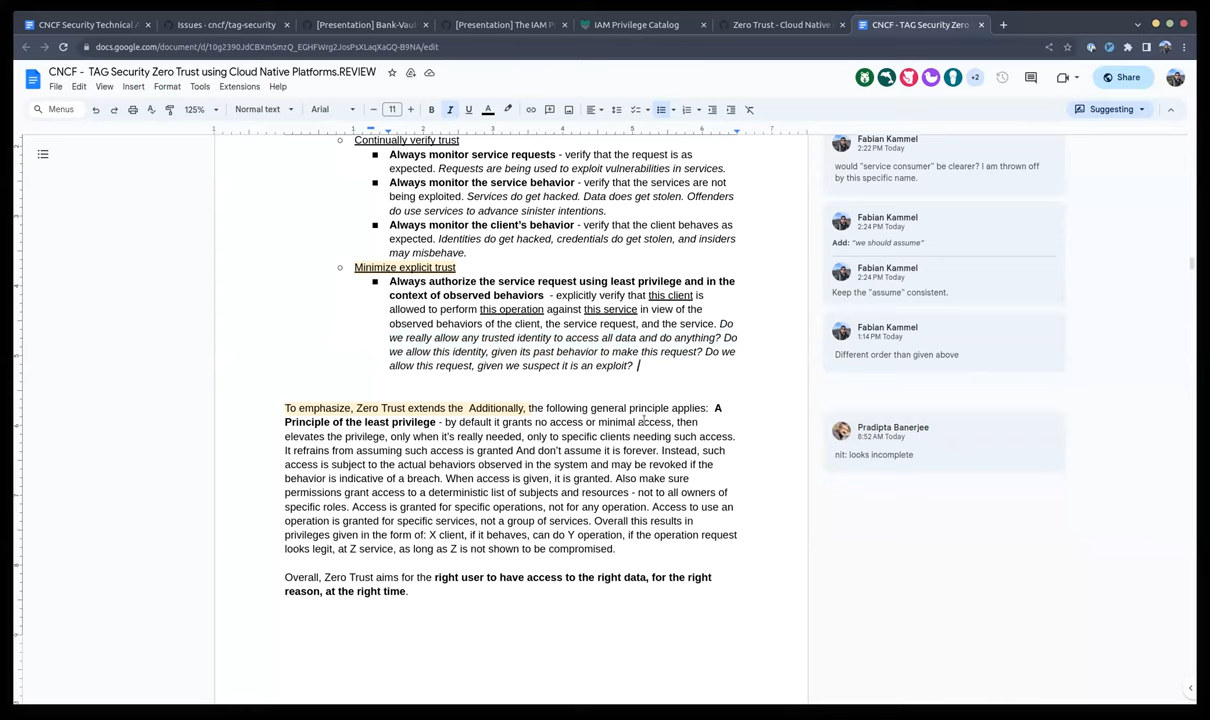 CNCF Security Technical A
Issues · cncf/tag-security
[Presentation] Bank-Vau
[Presentation] The IAM P
IAM Privilege Catalog
Zero Trust - Cloud Native
CNCF - TAG Security Zero
docs.google.com/document/d/10g2390JdCBXmSmzQ_EGHFWrg2JosPsXLaqXaGQ-B9NA/edit
CNCF - TAG Security Zero Trust using Cloud Native Platforms.REVIEW
File Edit View Insert Format Tools Extensions Help
+2
Share
Menus
125%
Normal text
Arial
11
Suggesting
1 1 2 3 4 5 6 7
Continually verify trust
Always monitor service requests - verify that the request is as
expected. Requests are being used to exploit vulnerabilities in services.
Always monitor the service behavior - verify that the services are not
being exploited. Services do get hacked. Data does get stolen. Offenders
do use services to advance sinister intentions.
Always monitor the client's behavior - verify that the client behaves as
expected. Identities do get hacked, credentials do get stolen, and insiders
may misbehave.
Minimize explicit trust
Always authorize the service request using least privilege and in the
context of observed behaviors - explicitly verify that this client is
allowed to perform this operation against this service in view of the
observed behaviors of the client, the service request, and the service. Do
we really allow any trusted identity to access all data and do anything? Do
we allow this identity, given its past behavior to make this request? Do we
allow this request, given we suspect it is an exploit?
To emphasize, Zero Trust extends the Additionally, the following general principle applies: A
Principle of the least privilege - by default it grants no access or minimal access, then
elevates the privilege, only when it's really needed, only to specific clients needing such access.
It refrains from assuming such access is granted And don't assume it is forever. Instead, such
access is subject to the actual behaviors observed in the system and may be revoked if the
behavior is indicative of a breach. When access is given, it is granted. Also make sure
permissions grant access to a deterministic list of subjects and resources - not to all owners of
specific roles. Access is granted for specific operations, not for any operation. Access to use an
operation is granted for specific services, not a group of services. Overall this results in
privileges given in the form of: X client, if it behaves, can do Y operation, if the operation request
looks legit, at Z service, as long as Z is not shown to be compromised.
Overall, Zero Trust aims for the right user to have access to the right data, for the right
reason, at the right time.
Fabian Kammel
2:22 PM Today
would "service consumer" be clearer? I am thrown off
by this specific name.
Fabian Kammel
2:24 PM Today
Add: "we should assume"
Fabian Kammel
2:24 PM Today
Keep the "assume" consistent.
Fabian Kammel
1:14 PM Today
Different order than given above
Pradipta Banerjee
8:52 AM Today
nit: looks incomplete